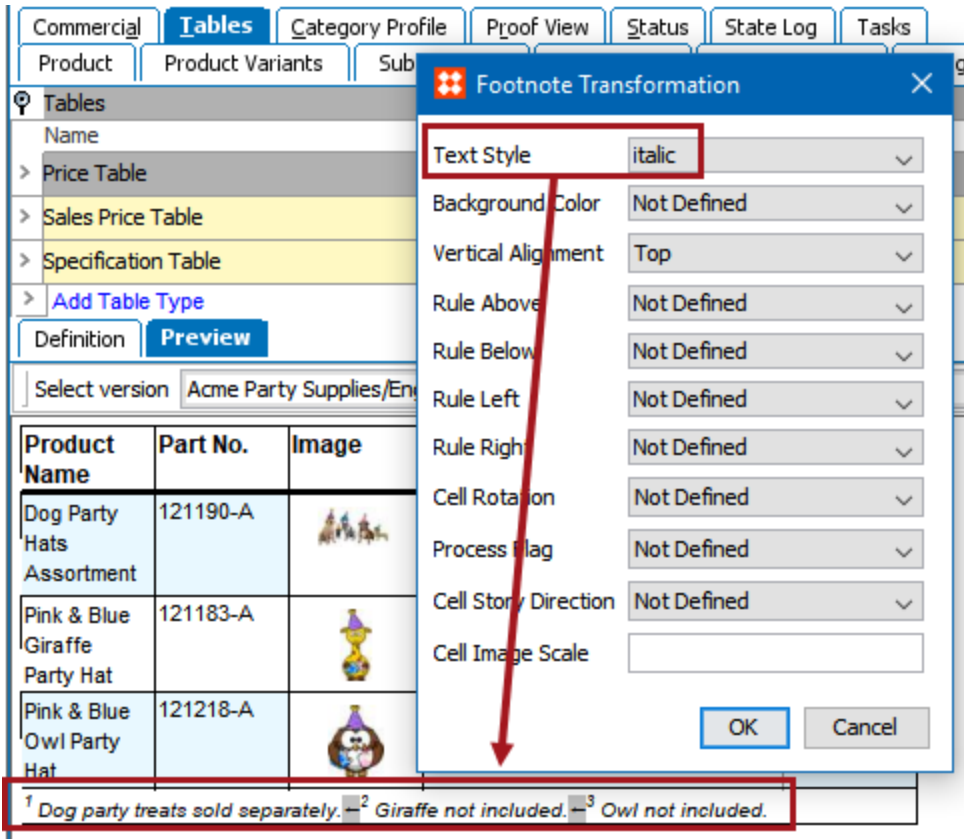 Commercial Tables Category Profile Proof View Status State Log Tasks
Product Product Variants Sub
Footnote Transformation
Tables
Name
Price Table
Sales Price Table
Specification Table
Add Table Type
Definition Preview
Select version Acme Party Supplies/Eng
Text Style italic
Background Color Not Defined
Vertical Alignment Top
Rule Above Not Defined
Rule Below Not Defined
Rule Left Not Defined
Rule Right Not Defined
Cell Rotation Not Defined
Process Flag Not Defined
Cell Story Direction Not Defined
Cell Image Scale
OK Cancel
Product Name Part No. Image
Dog Party Hats Assortment 121190-A
Pink & Blue Giraffe Party Hat 121183-A
Pink & Blue Owl Party Hat 121218-A
1 Dog party treats sold separately.←2 Giraffe not included.←3 Owl not included.